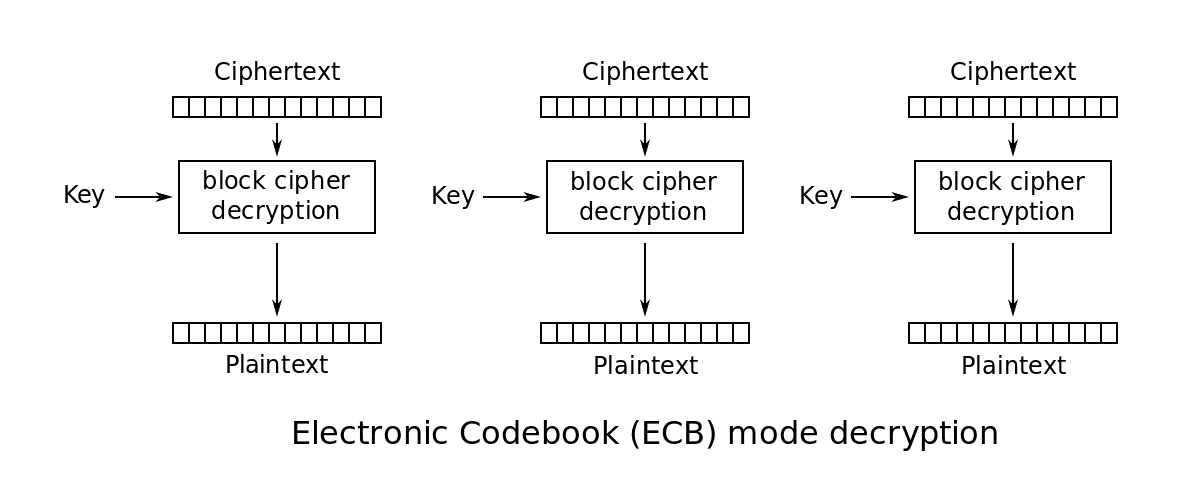 Ciphertext
Ciphertext
Ciphertext
Key
block cipher
decryption
Key
block cipher
decryption
Key
block cipher
decryption
Plaintext
Plaintext
Plaintext
Electronic Codebook (ECB) mode decryption